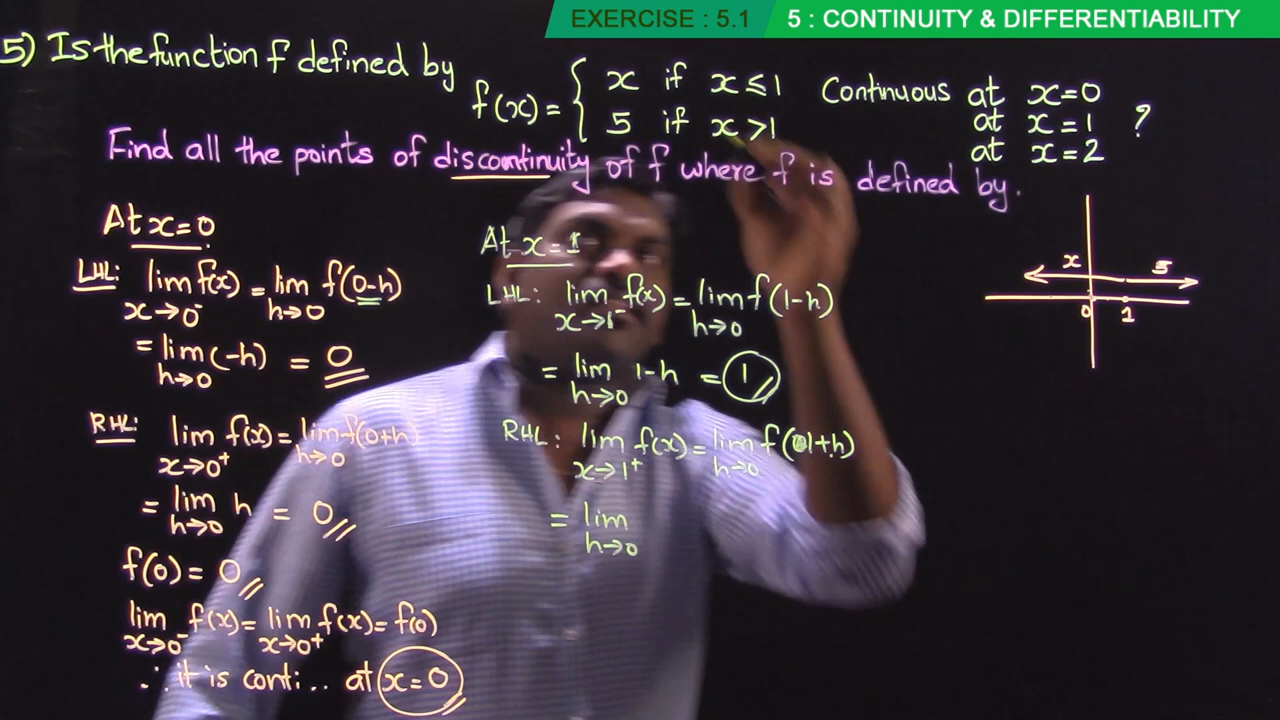 EXERCISE : 5.1 5 : CONTINUITY & DIFFERENTIABILITY
5) Is the function f defined by f(x) = { x if x ≤ 1 Continuous at x=0
5 if x > 1 at x=1 ?
at x=2
Find all the points of discontinuity of f where f is defined by.
At x=0
LHL: lim x→0⁻ f(x) = lim h→0 f(0-h)
= lim h→0 (-h) = 0
RHL: lim x→0⁺ f(x) = lim h→0 f(0+h)
= lim h→0 h = 0
f(0) = 0
lim x→0⁻ f(x) = lim x→0⁺ f(x) = f(0)
∴ it is conti... at x=0
At x=1
LHL: lim x→1⁻ f(x) = lim h→0 f(1-h)
= lim h→0 1-h = 1
RHL: lim x→1⁺ f(x) = lim h→0 f(1+h)
= lim h→0
x 5
0 1